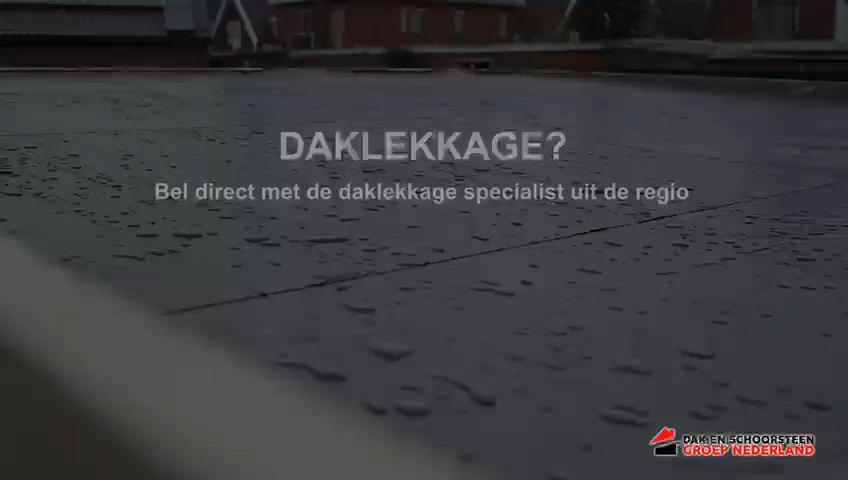 DAKLEKKAGE?
Bel direct met de daklekkage specialist uit de regio
DAK EN SCHOORSTEEN
GROEP NEDERLAND